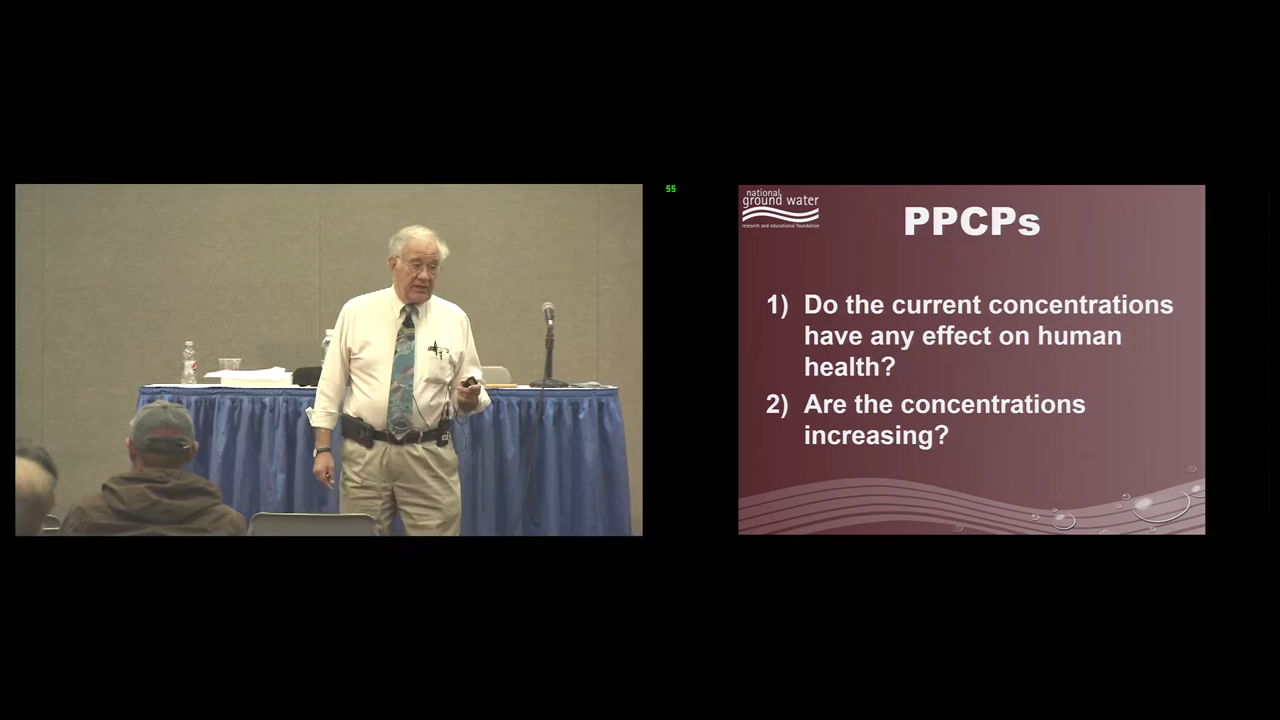 55
national
ground water
research and educational foundation
PPCPs
1) Do the current concentrations
have any effect on human
health?
2) Are the concentrations
increasing?